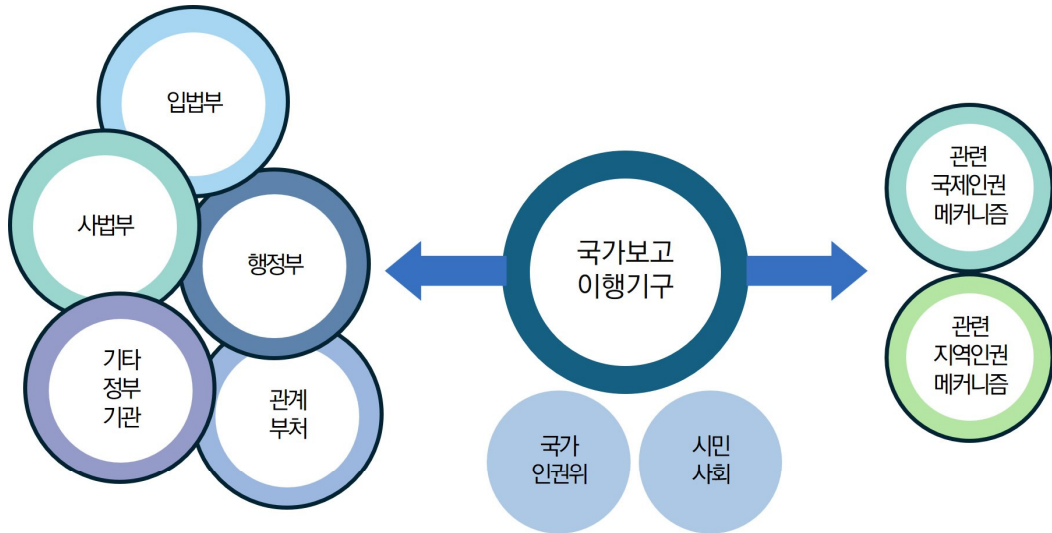 입법부
사법부
행정부
기타
정부
기관
관계
부처
국가보고
이행기구
국가
인권위
시민
사회
관련
국제인권
메커니즘
관련
지역인권
메커니즘